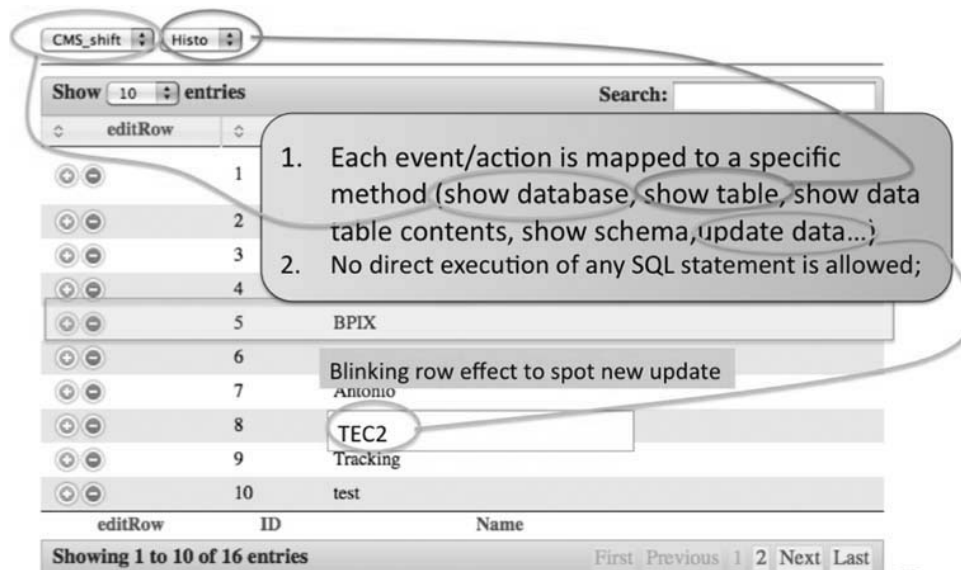 CMS_shift Histo
Show 10 entries Search:
editRow
1. Each event/action is mapped to a specific
method (show database, show table, show data
table contents, show schema,update data...)
2. No direct execution of any SQL statement is allowed;
1
2
3
4
5 BPIX
6
Blinking row effect to spot new update
7 Antonio
8 TEC2
9 Tracking
10 test
editRow ID Name
Showing 1 to 10 of 16 entries First Previous 1 2 Next Last